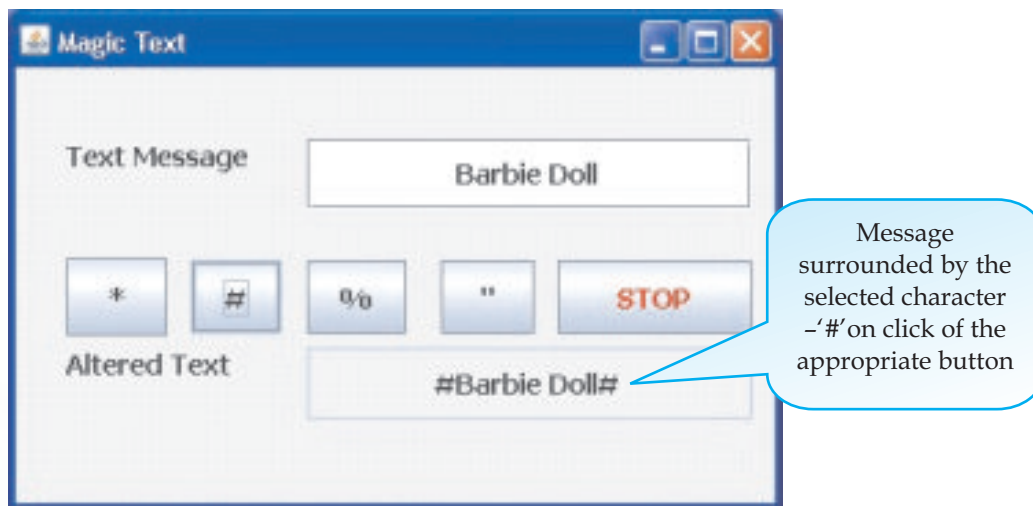 Magic Text
Text Message
Barbie Doll
* # % " STOP
Altered Text
#Barbie Doll#
Message
surrounded by the
selected character
–‘#’on click of the
appropriate button